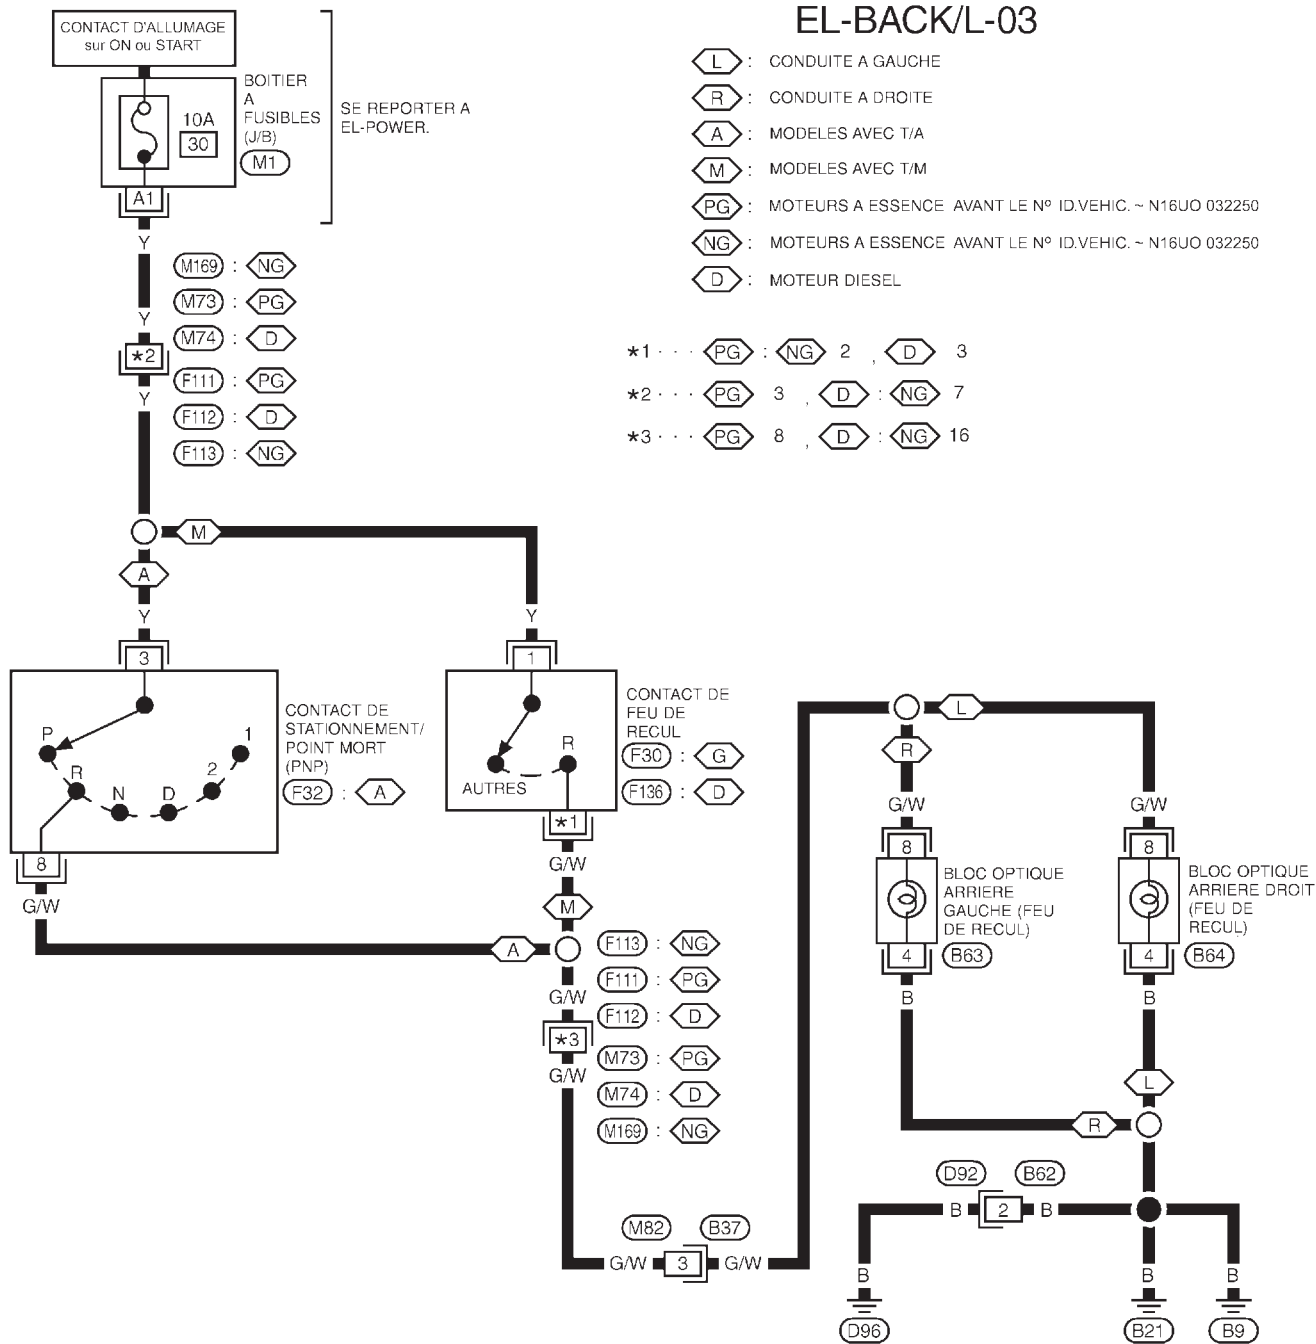 EL-BACK/L-03
CONTACT D'ALLUMAGE
sur ON ou START
BOITIER
A
FUSIBLES
(J/B)
M1
10A
30
A1
SE REPORTER A
EL-POWER.
L : CONDUITE A GAUCHE
R : CONDUITE A DROITE
A : MODELES AVEC T/A
M : MODELES AVEC T/M
PG : MOTEURS A ESSENCE AVANT LE Nº ID.VEHIC. ~ N16UO 032250
NG : MOTEURS A ESSENCE AVANT LE Nº ID.VEHIC. ~ N16UO 032250
D : MOTEUR DIESEL
*1 · · · PG : NG 2 , D 3
*2 · · · PG 3 , D : NG 7
*3 · · · PG 8 , D : NG 16
Y
M169 : NG
M73 : PG
Y
M74 : D
*2
F111 : PG
Y
F112 : D
F113 : NG
M
A
Y
Y
3
1
CONTACT DE
STATIONNEMENT/
POINT MORT
(PNP)
F32 : A
P
R
N
D
2
1
8
G/W
CONTACT DE
FEU DE
RECUL
F30 : G
F136 : D
R
AUTRES
*1
G/W
M
A
F113 : NG
F111 : PG
G/W
F112 : D
*3
M73 : PG
G/W
M74 : D
M169 : NG
M82
B37
G/W
3
G/W
L
R
G/W
G/W
8
8
BLOC OPTIQUE
ARRIERE
GAUCHE (FEU
DE RECUL)
B63
4
B
BLOC OPTIQUE
ARRIERE DROIT
(FEU DE
RECUL)
B64
4
B
L
R
D92
B62
B
2
B
B
B
B
D96
B21
B9